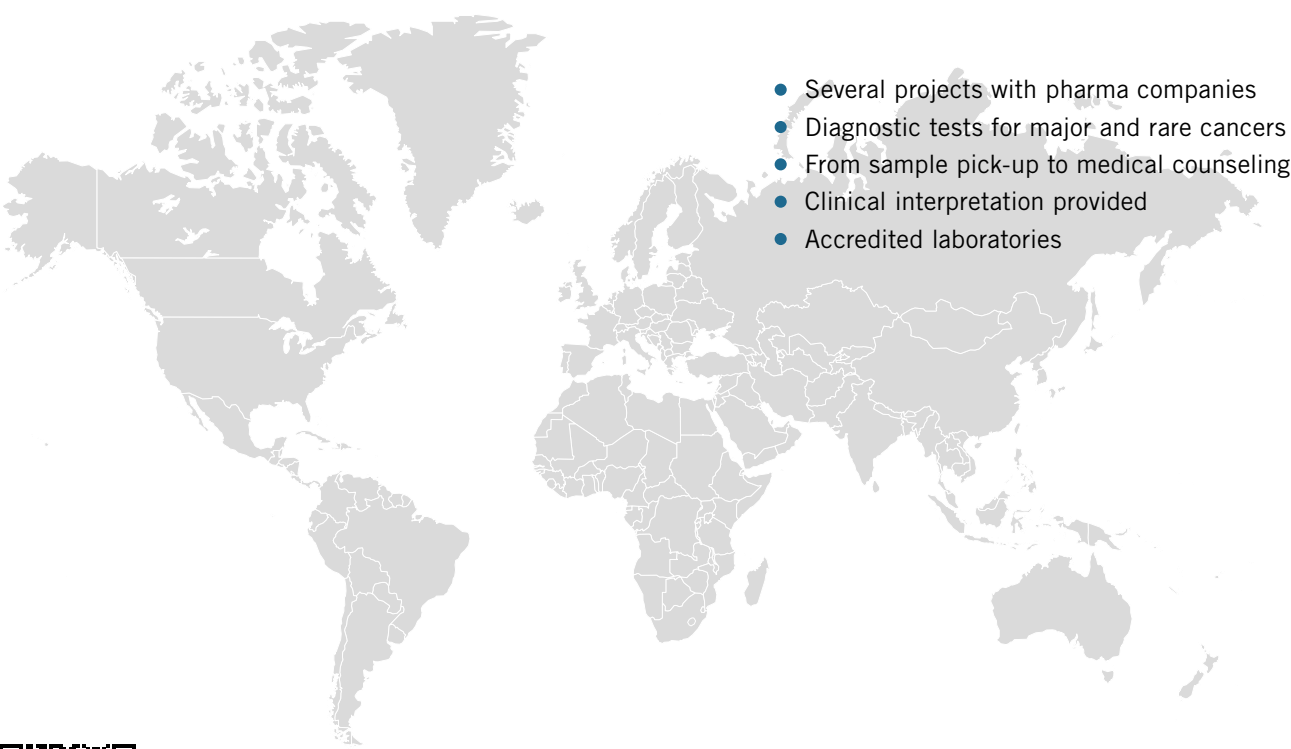 • Several projects with pharma companies
• Diagnostic tests for major and rare cancers
• From sample pick-up to medical counseling
• Clinical interpretation provided
• Accredited laboratories